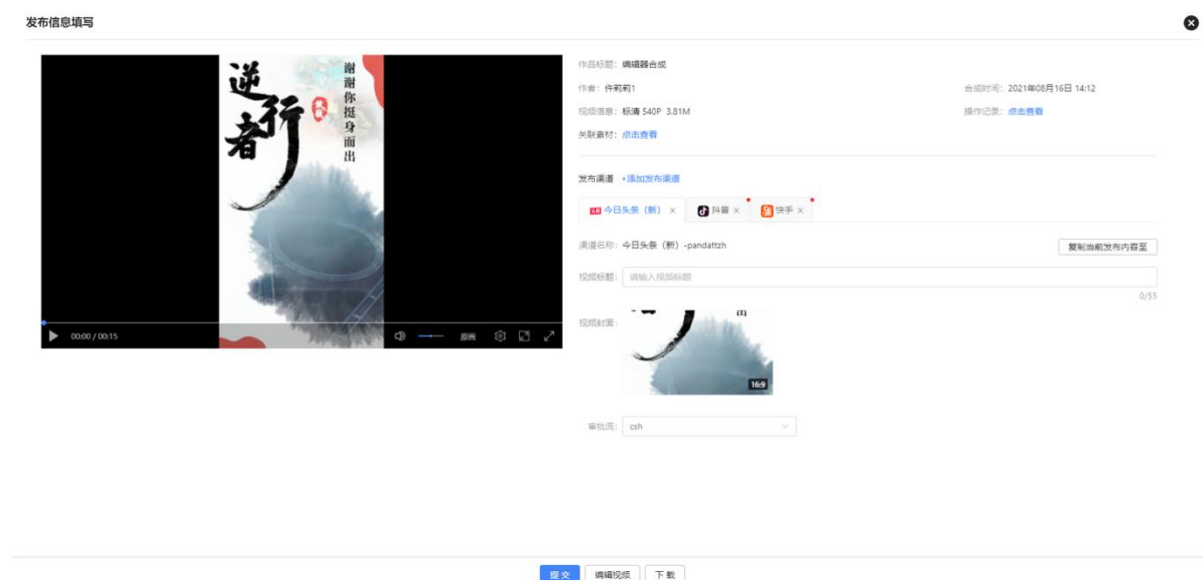 发布信息填写
逆行者
致敬
谢谢你挺身而出
00:00 / 00:15
原画
作品标题: 编辑器合成
作者: 仵莉莉1
合成时间: 2021年08月16日 14:12
视频信息: 标清 540P 3.81M
操作记录: 点击查看
关联素材: 点击查看
发布渠道 +添加发布渠道
今日头条（新） × 抖音 × 快手 ×
渠道名称: 今日头条（新）-pandattzh
复制当前发布内容至
视频标题: 请输入视频标题
0/55
视频封面:
16:9
审批流: csh
提交 编辑视频 下载